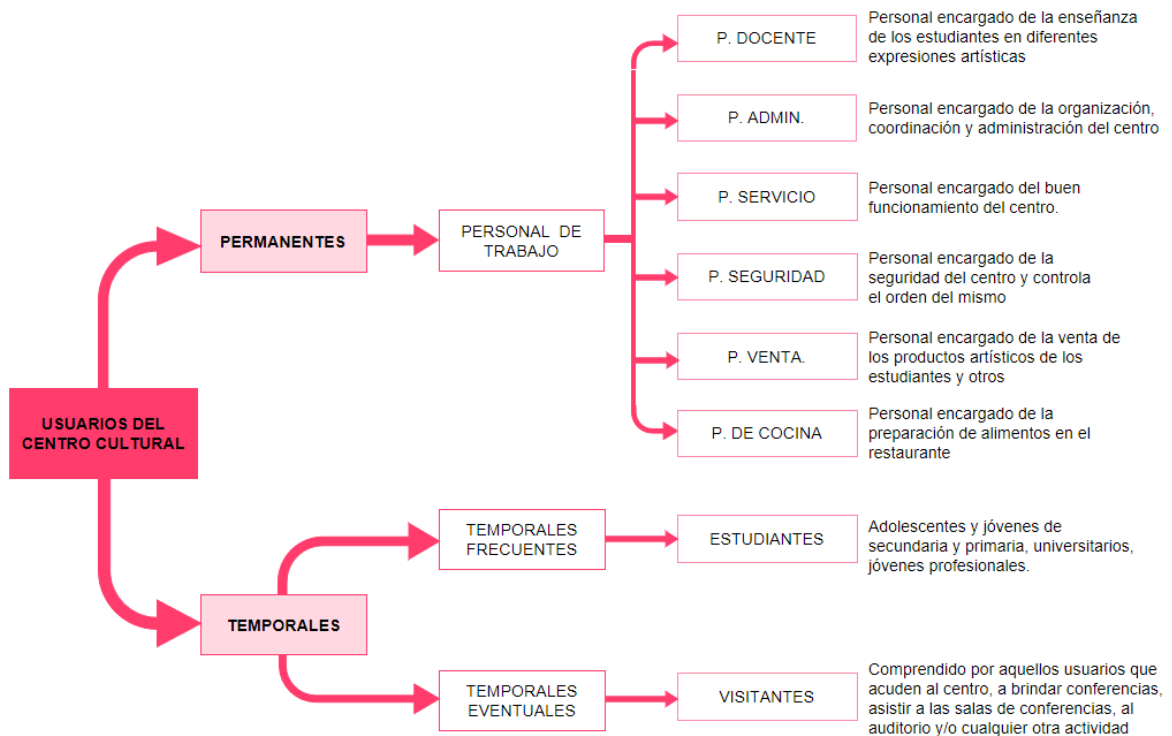 USUARIOS DEL
CENTRO CULTURAL
PERMANENTES
PERSONAL DE
TRABAJO
P. DOCENTE
Personal encargado de la enseñanza
de los estudiantes en diferentes
expresiones artísticas
P. ADMIN.
Personal encargado de la organización,
coordinación y administración del centro
P. SERVICIO
Personal encargado del buen
funcionamiento del centro.
P. SEGURIDAD
Personal encargado de la
seguridad del centro y controla
el orden del mismo
P. VENTA.
Personal encargado de la venta de
los productos artísticos de los
estudiantes y otros
P. DE COCINA
Personal encargado de la
preparación de alimentos en el
restaurante
TEMPORALES
TEMPORALES
FRECUENTES
ESTUDIANTES
Adolescentes y jóvenes de
secundaria y primaria, universitarios,
jóvenes profesionales.
TEMPORALES
EVENTUALES
VISITANTES
Comprendido por aquellos usuarios que
acuden al centro, a brindar conferencias,
asistir a las salas de conferencias, al
auditorio y/o cualquier otra actividad